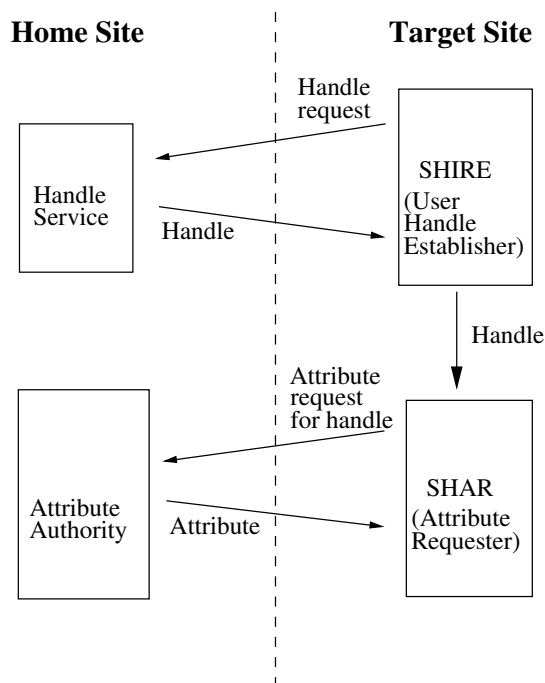 Home Site
Target Site
Handle
request
SHIRE
(User
Handle
Establisher)
Handle
Service
Handle
Handle
Attribute
request
for handle
SHAR
(Attribute
Requester)
Attribute
Authority
Attribute